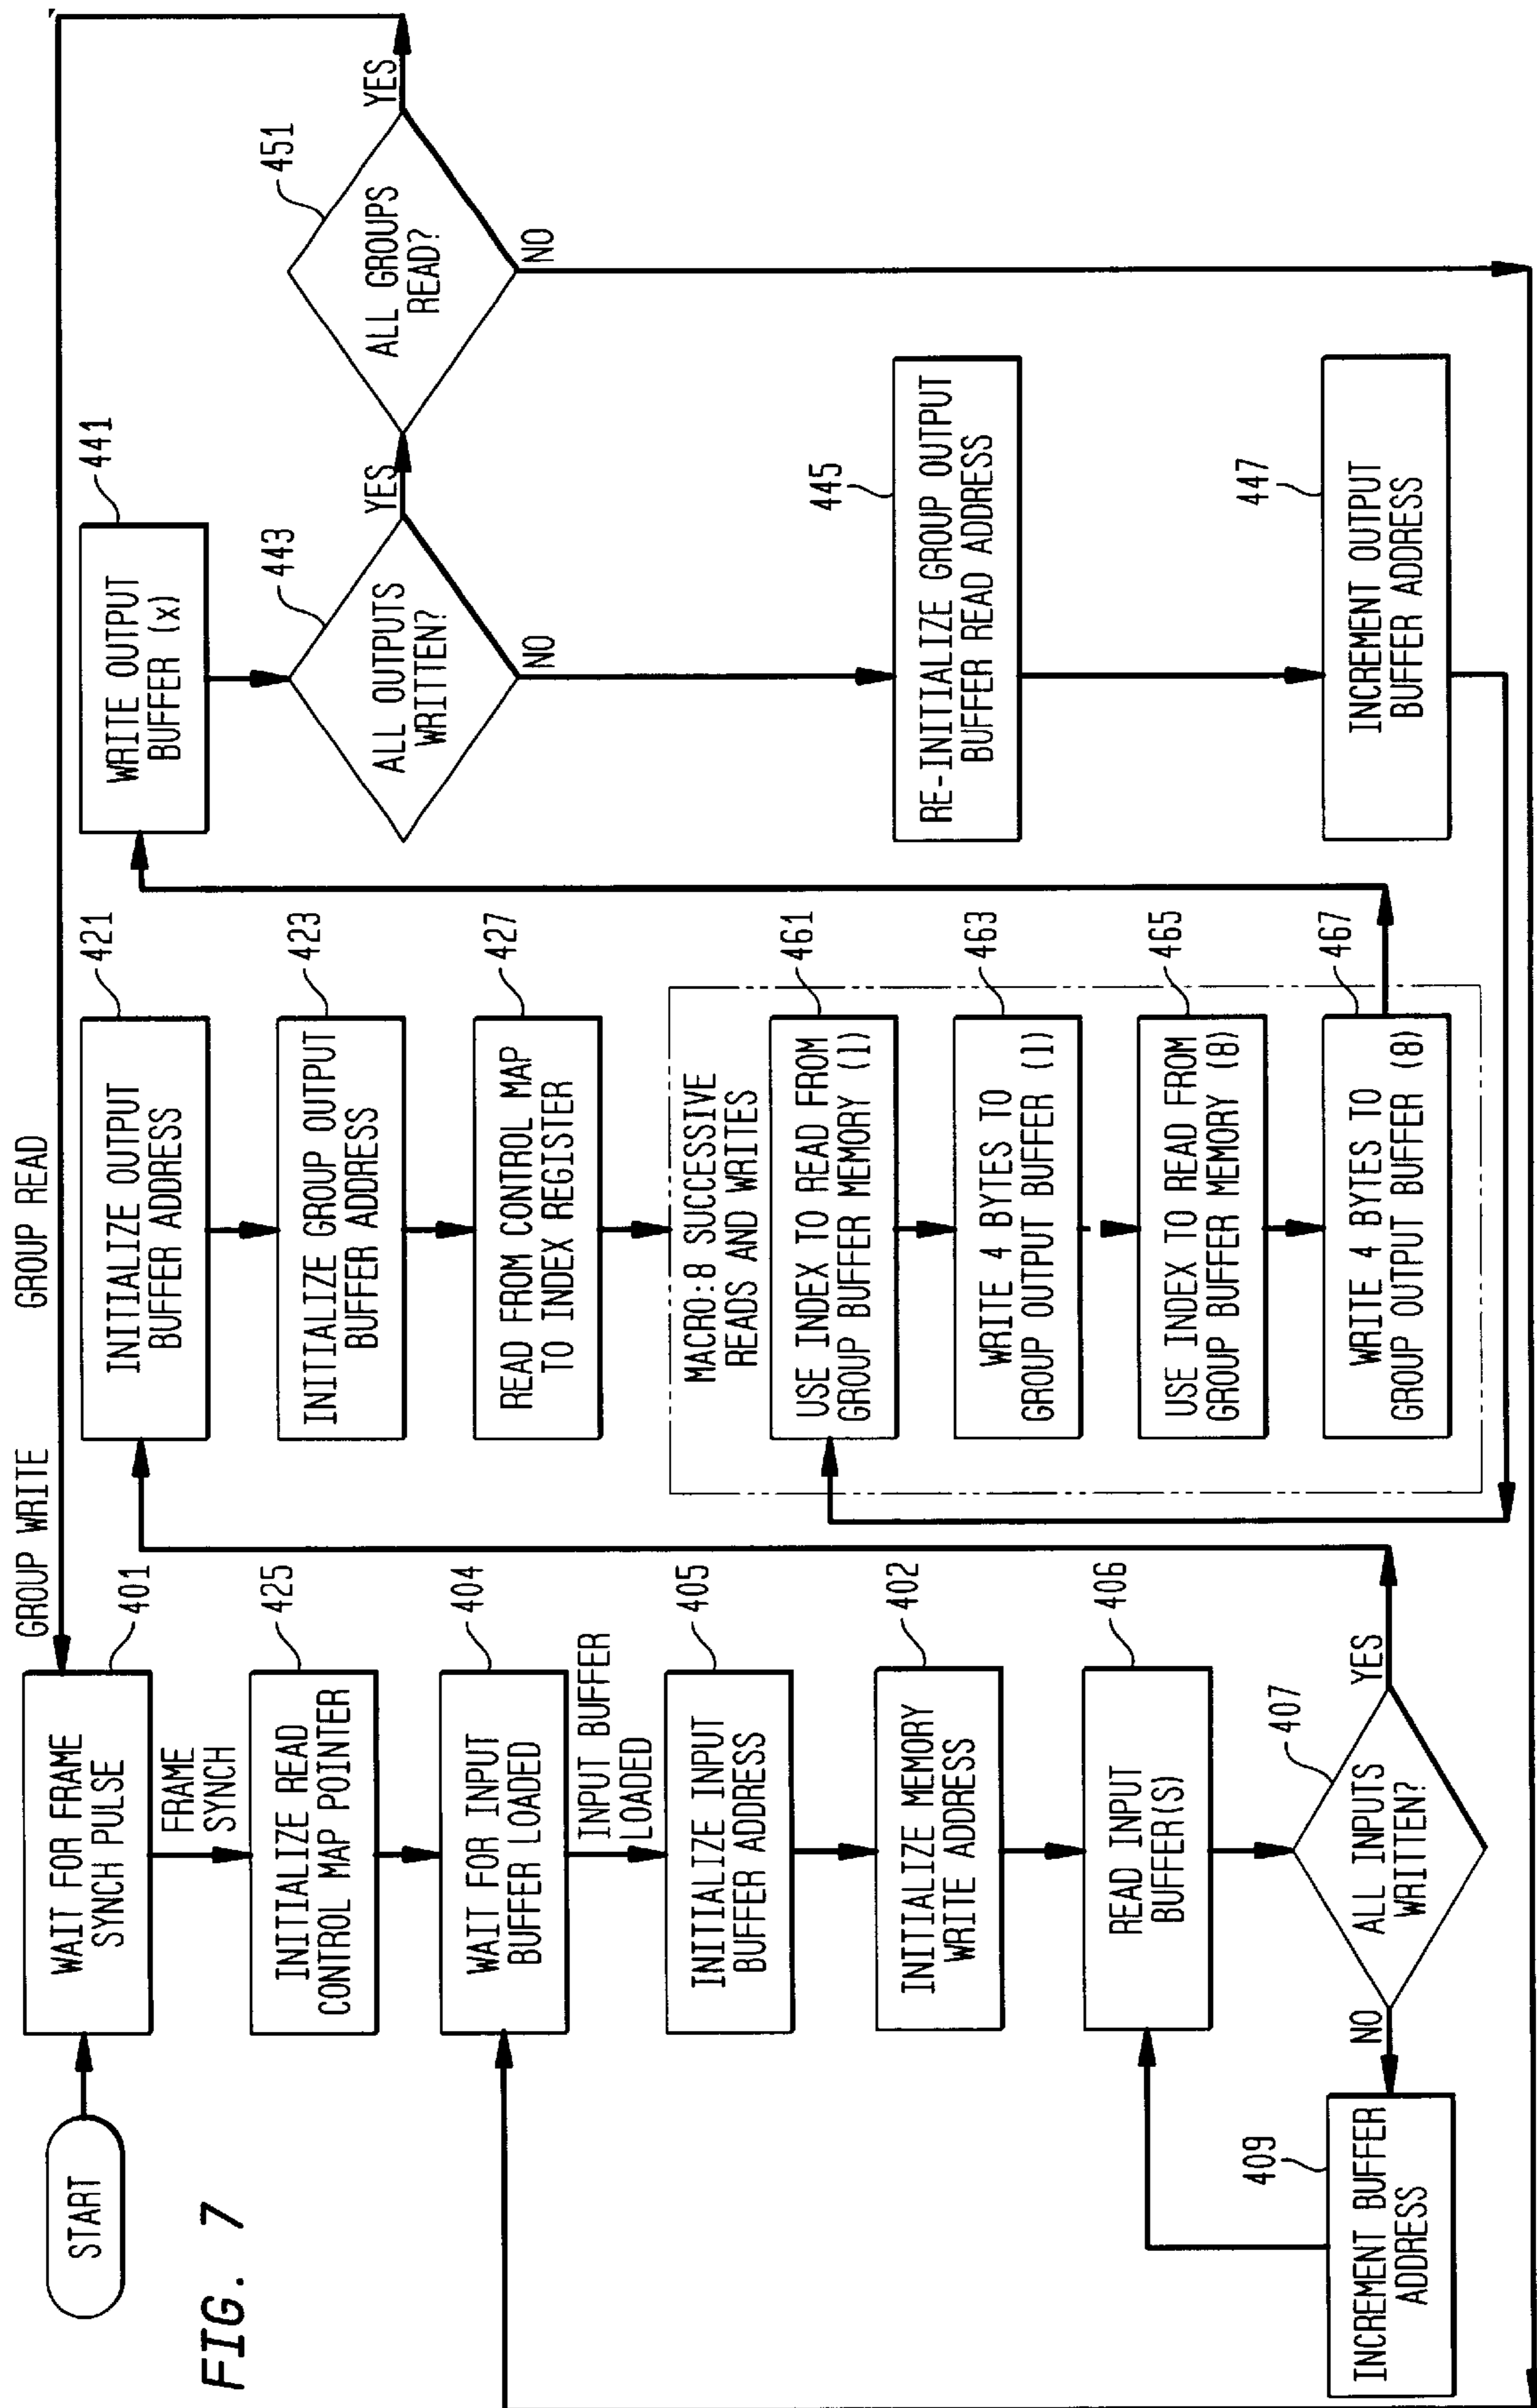 FIG. 7
GROUP WRITE
GROUP READ
START
WAIT FOR FRAME
SYNCH PULSE
401
FRAME
SYNCH
INITIALIZE READ
CONTROL MAP POINTER
425
WAIT FOR INPUT
BUFFER LOADED
404
INPUT BUFFER
LOADED
INITIALIZE INPUT
BUFFER ADDRESS
405
INITIALIZE MEMORY
WRITE ADDRESS
402
READ INPUT
BUFFER(S)
406
ALL INPUTS
WRITTEN?
407
NO
YES
INCREMENT BUFFER
ADDRESS
409
INITIALIZE OUTPUT
BUFFER ADDRESS
421
INITIALIZE GROUP OUTPUT
BUFFER ADDRESS
423
READ FROM CONTROL MAP
TO INDEX REGISTER
427
MACRO:8 SUCCESSIVE
READS AND WRITES
USE INDEX TO READ FROM
GROUP BUFFER MEMORY (1)
461
WRITE 4 BYTES TO
GROUP OUTPUT BUFFER (1)
463
USE INDEX TO READ FROM
GROUP BUFFER MEMORY (8)
465
WRITE 4 BYTES TO
GROUP OUTPUT BUFFER (8)
467
WRITE OUTPUT
BUFFER (x)
441
ALL OUTPUTS
WRITTEN?
443
YES
NO
ALL GROUPS
READ?
451
YES
NO
RE-INITIALIZE GROUP OUTPUT
BUFFER READ ADDRESS
445
INCREMENT OUTPUT
BUFFER ADDRESS
447